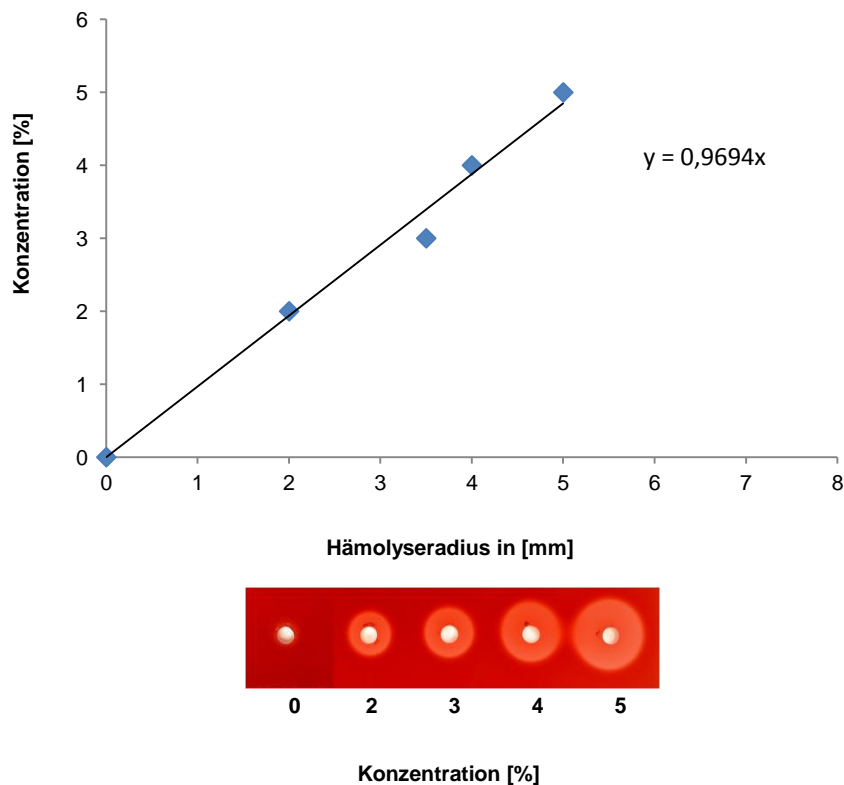 6
5
4
3
2
1
0
Konzentration [%]
y = 0,9694x
0 1 2 3 4 5 6 7 8
Hämolyseradius in [mm]
0 2 3 4 5
Konzentration [%]